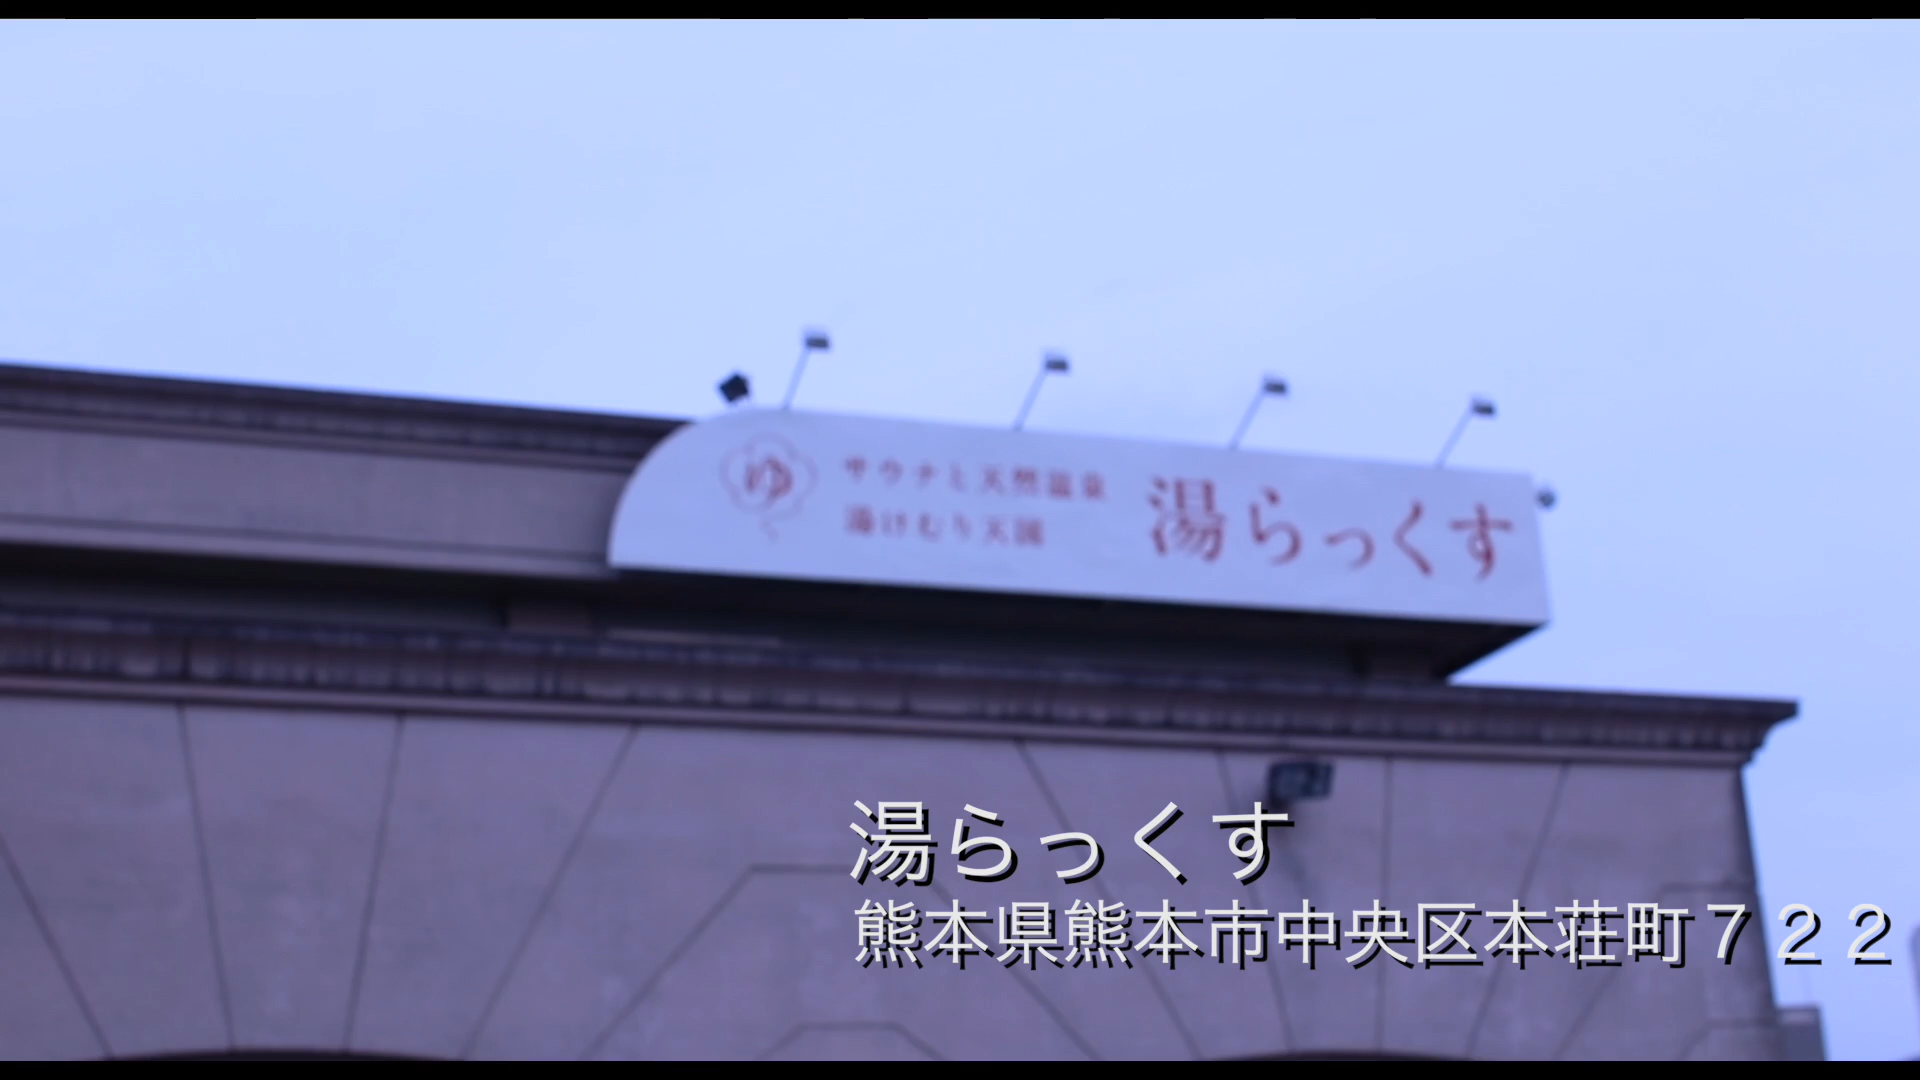 ゆ
サウナと天然温泉
湯けむり天国
湯らっくす
湯らっくす
熊本県熊本市中央区本荘町７２２